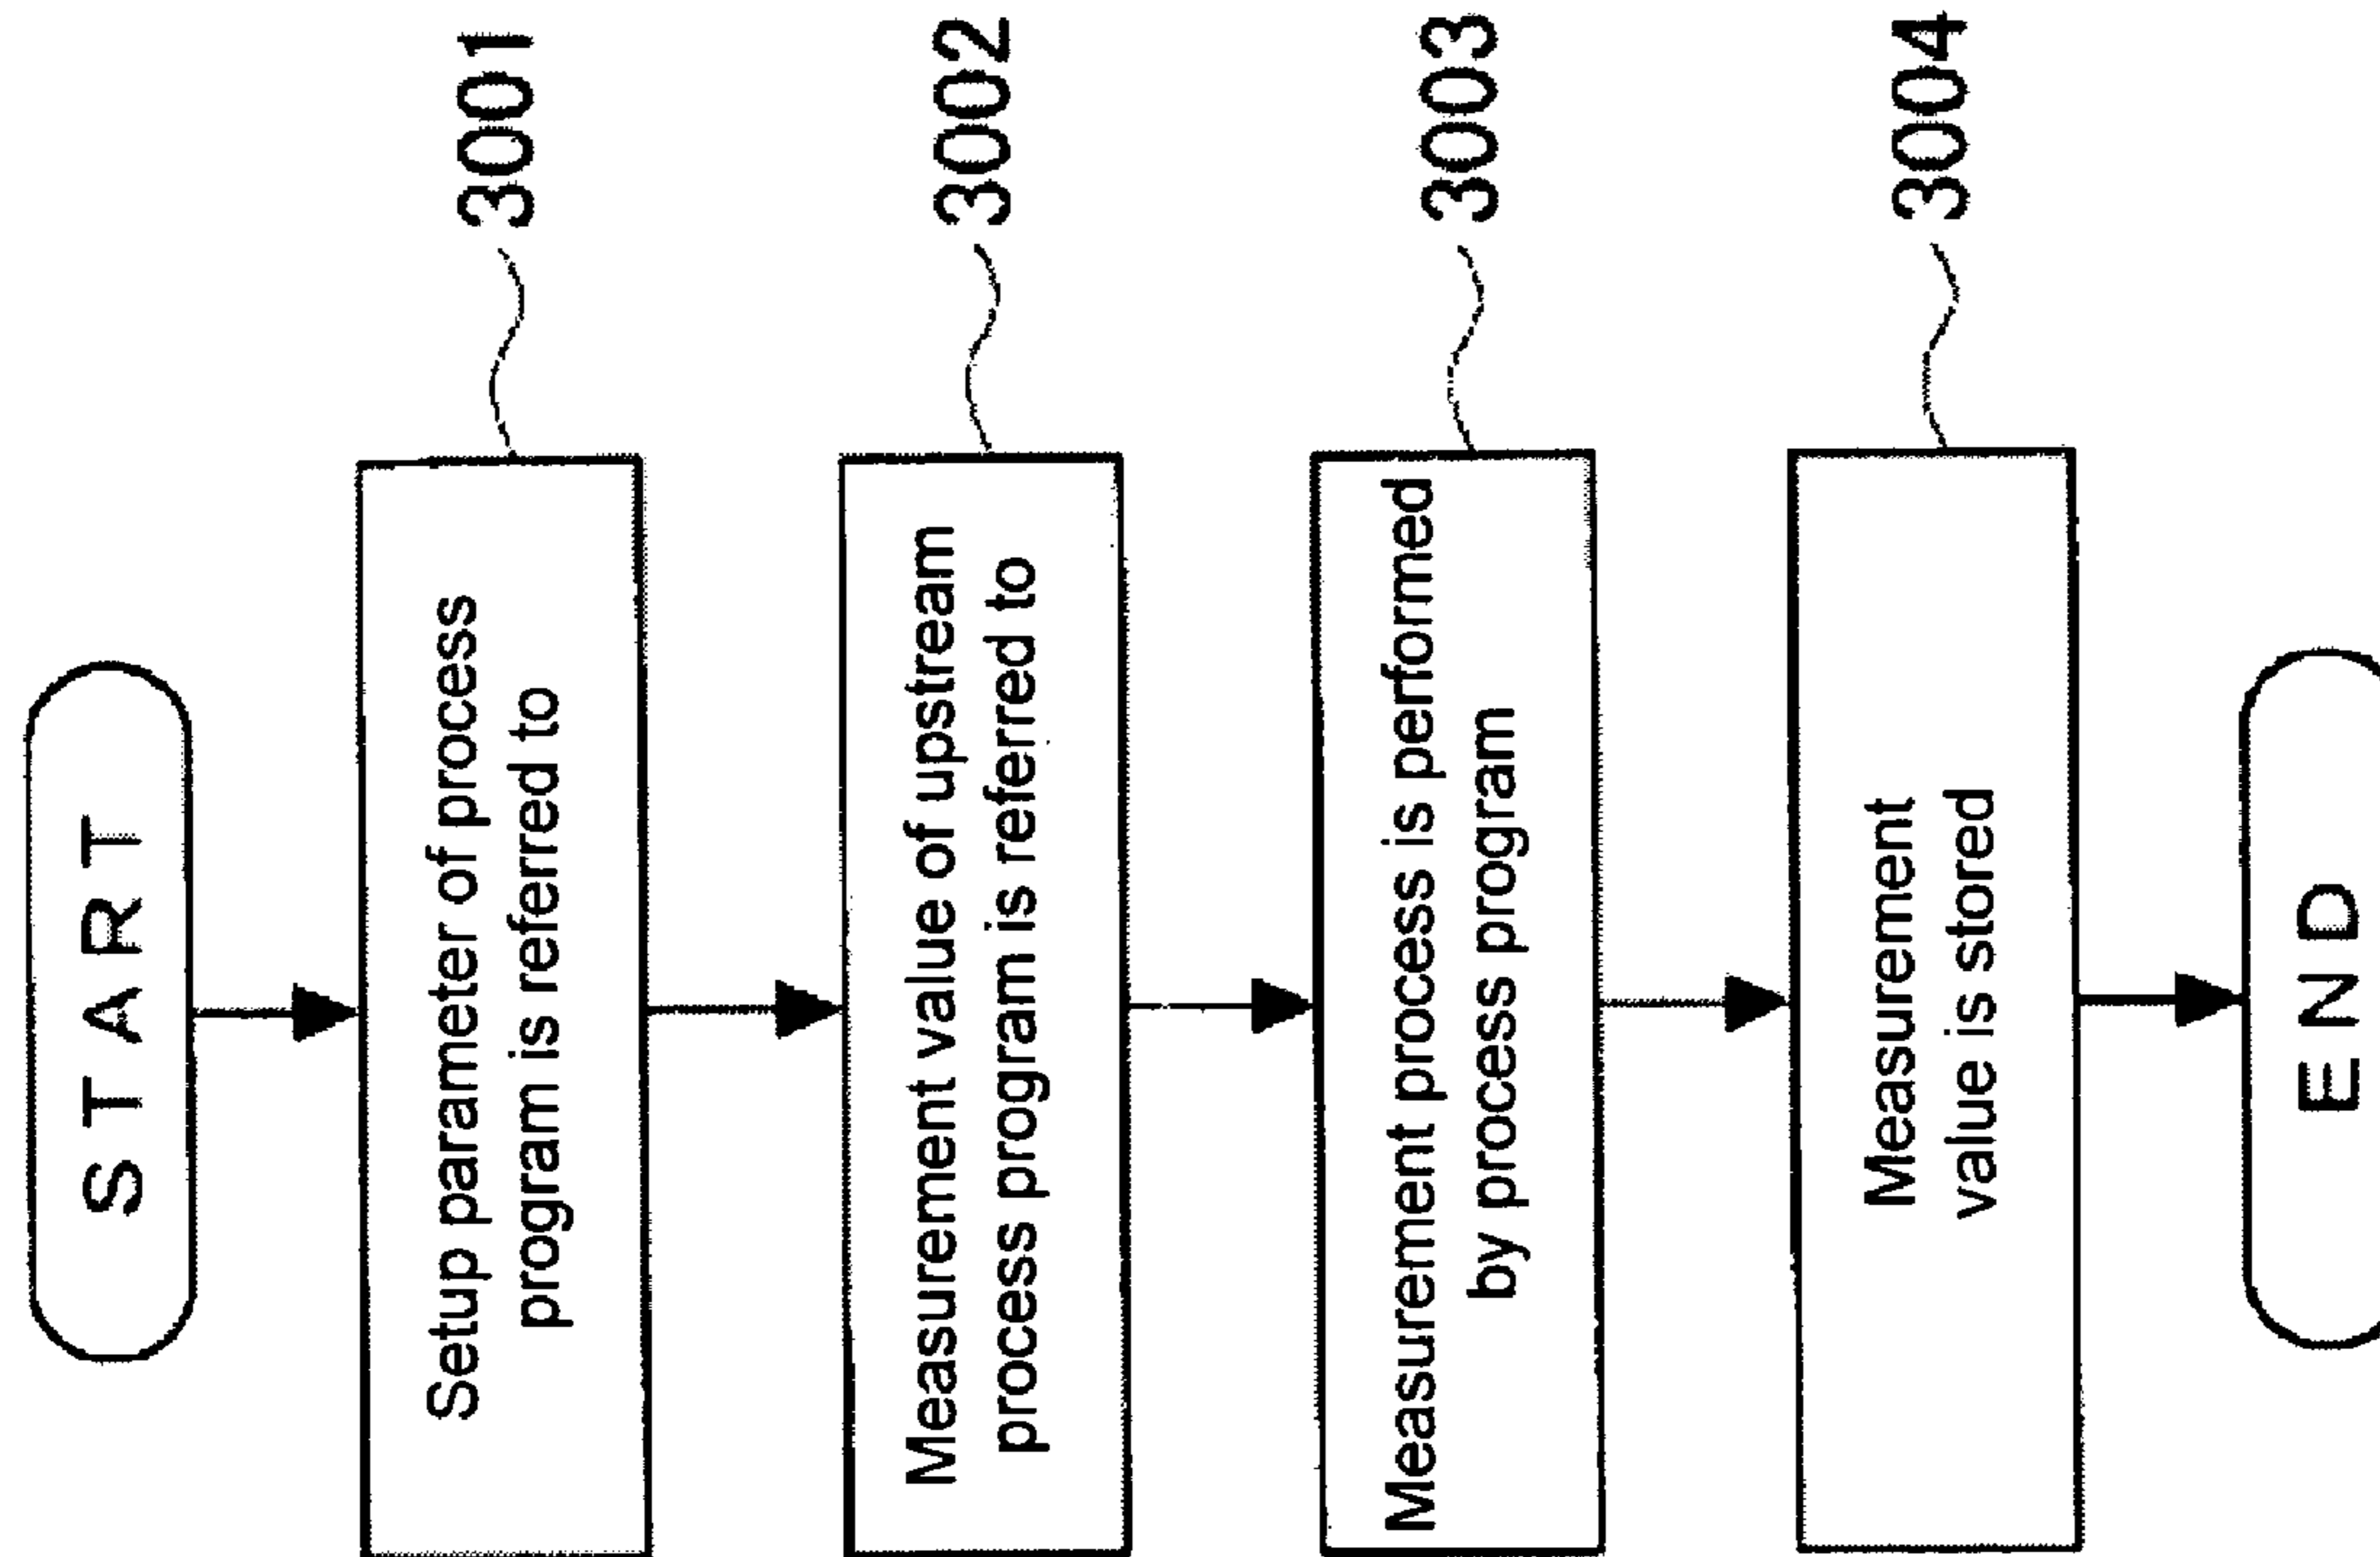 START
Setup parameter of process
program is referred to
3001
Measurement value of upstream
process program is referred to
3002
Measurement process is performed
by process program
3003
Measurement
value is stored
3004
END